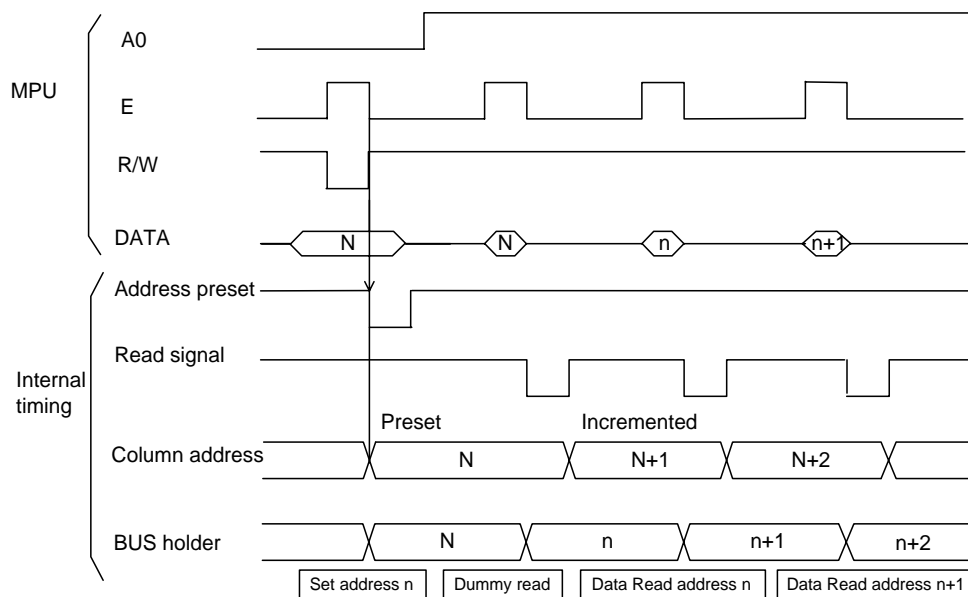 A0
MPU
E
R/W
DATA N N n n+1
Address preset
Read signal
Internal
timing
Preset Incremented
Column address N N+1 N+2
BUS holder N n n+1 n+2
Set address n Dummy read Data Read address n Data Read address n+1